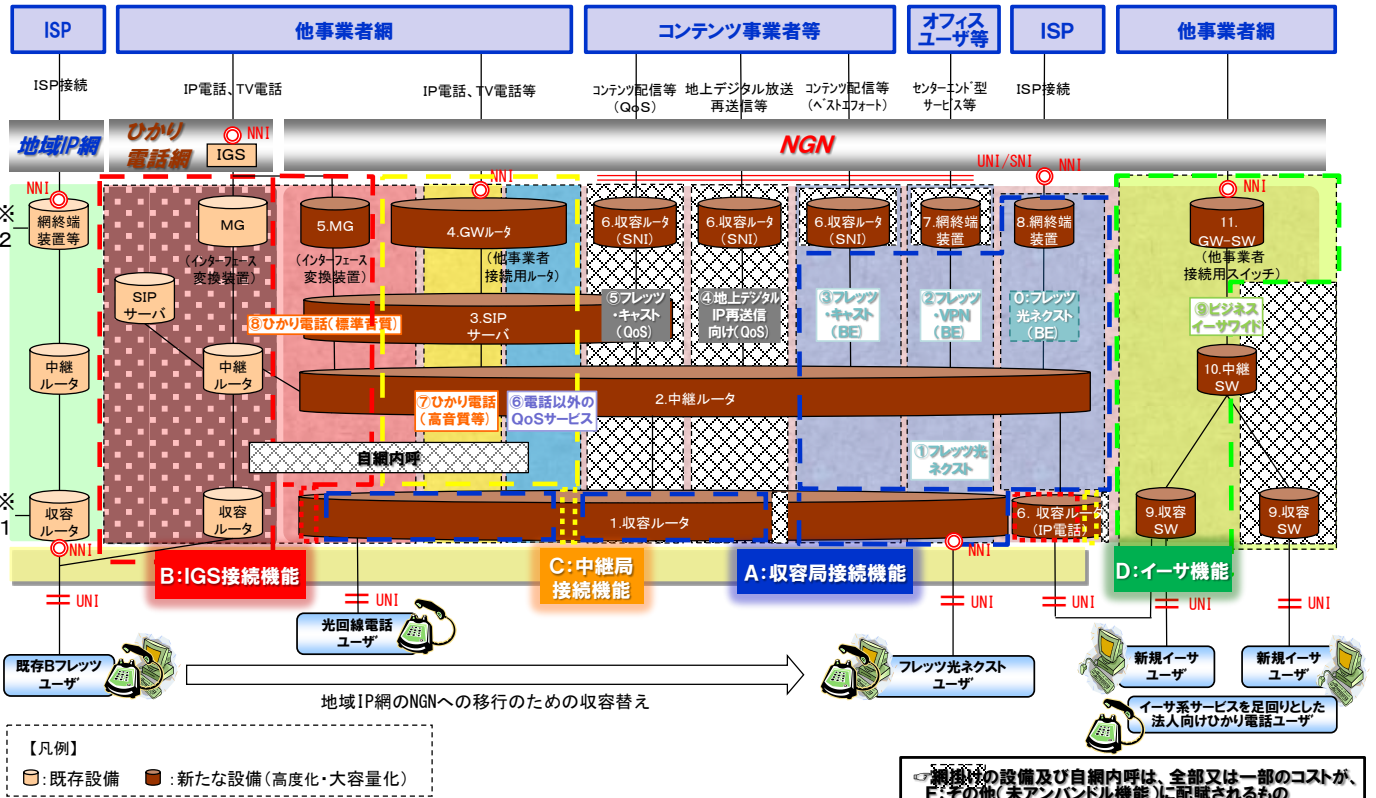 ISP
他事業者網
コンテンツ事業者等
オフィス
ユーザ等
ISP
他事業者網
ISP接続
IP電話、TV電話
IP電話、TV電話等
コンテンツ配信等
(QoS)
地上デジタル放送
再送信等
コンテンツ配信等
(ベストエフォート)
センターエンド型
サービス等
ISP接続
地域IP網
ひかり
電話網
NNI
IGS
NGN
UNI/SNI
NNI
NNI
NNI
NNI
※
2
網終端
装置等
MG
(インターフェース
変換装置)
5.MG
(インターフェース
変換装置)
4.GWルータ
(他事業者
接続用ルータ)
6.収容ルータ
(SNI)
6.収容ルータ
(SNI)
6.収容ルータ
(SNI)
7.網終端
装置
8.網終端
装置
11.
GW-SW
(他事業者
接続用スイッチ)
SIP
サーバ
⑧ひかり電話(標準音質)
3.SIP
サーバ
⑤フレッツ
・キャスト
(QoS)
④地上デジタル
IP再送信
向け(QoS)
③フレッツ
・キャスト
(BE)
②フレッツ
・VPN
(BE)
0:フレッツ
光ネクスト
(BE)
⑨ビジネス
イーサワイド
中継
ルータ
中継
ルータ
2.中継ルータ
10.中継
SW
⑦ひかり電話
(高音質等)
⑥電話以外の
QoSサービス
自網内呼
①フレッツ光
ネクスト
※
1
収容
ルータ
収容
ルータ
1.収容ルータ
6. 収容ルータ
(IP電話)
9.収容
SW
9.収容
SW
NNI
NNI
B:IGS接続機能
C:中継局
接続機能
A:収容局接続機能
D:イーサ機能
UNI
UNI
UNI
UNI
UNI
UNI
既存Bフレッツ
ユーザ
光回線電話
ユーザ
フレッツ光ネクスト
ユーザ
新規イーサ
ユーザ
新規イーサ
ユーザ
地域IP網のNGNへの移行のための収容替え
イーサ系サービスを足回りとした
法人向けひかり電話ユーザ
【凡例】
:既存設備
:新たな設備(高度化・大容量化)
☞網掛けの設備及び自網内呼は、全部又は一部のコストが、
F:その他(未アンバンドル機能)に配賦されるもの